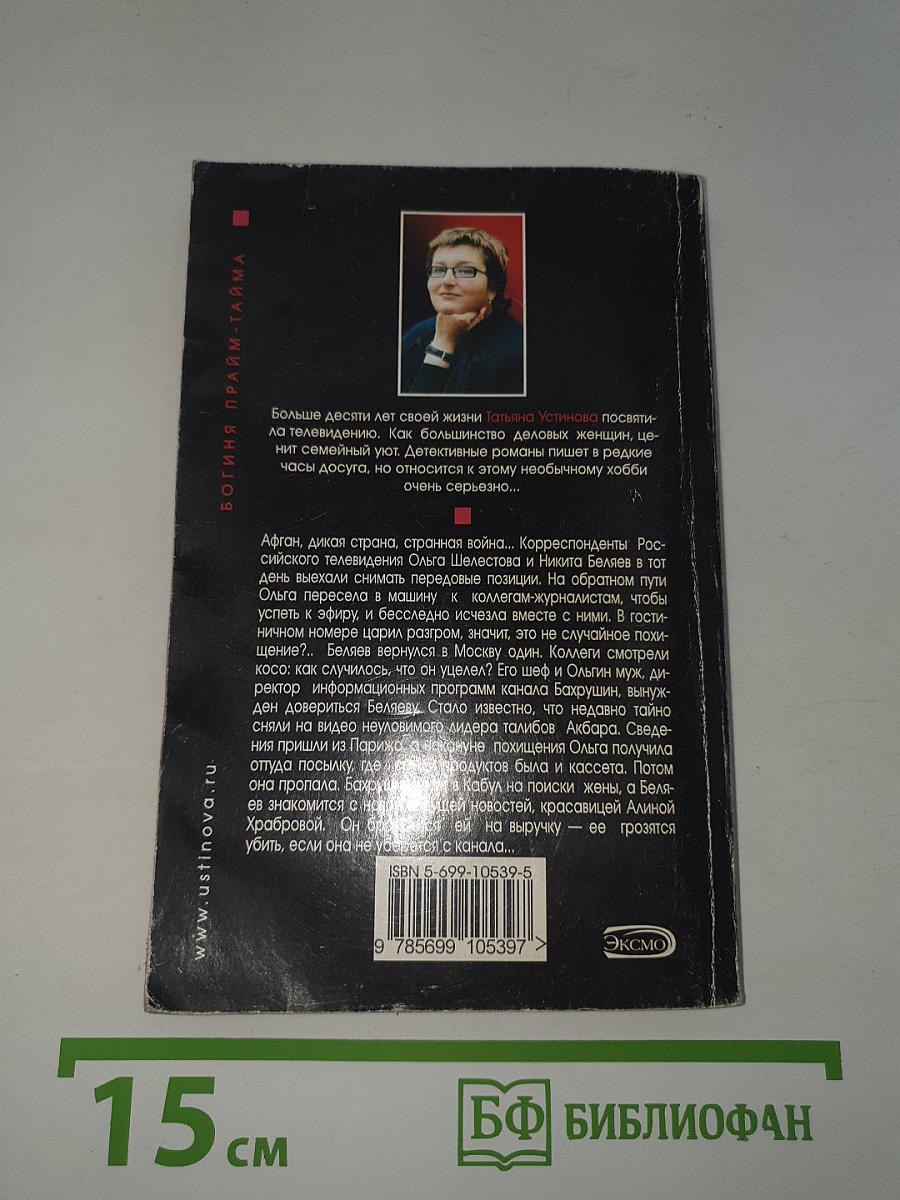 БОГИНЯ ПРАЙМ-ТАЙМА
www.ustinova.ru
Больше десяти лет своей жизни Татьяна Устинова посвяти-
ла телевидению. Как большинство деловых женщин, це-
нит семейный уют. Детективные романы пишет в редкие
часы досуга, но относится к этому необычному хобби
очень серьезно...
Афган, дикая страна, странная война... Корреспонденты Рос-
сийского телевидения Ольга Шелестова и Никита Беляев в тот
день выехали снимать передовые позиции. На обратном пути
Ольга пересела в машину к коллегам-журналистам, чтобы
успеть к эфиру, и бесследно исчезла вместе с ними. В гости-
ничном номере царил разгром, значит, это не случайное похи-
щение?.. Беляев вернулся в Москву один. Коллеги смотрели
косо: как случилось, что он уцелел? Его шеф и Ольгин муж, ди-
ректор информационных программ канала Бахрушин, вынуж-
ден довериться Беляеву. Стало известно, что недавно тайно
сняли на видео неуловимого лидера талибов Акбара. Сведе-
ния пришли из Парижа, а накануне похищения Ольга получила
оттуда посылку, где продуктов была и кассета. Потом
она пропала. в Кабул на поиски жены, а Беля-
ев знакомится с новостей, красавицей Алиной
Храбровой. Он ей на выручку — ее грозятся
убить, если она не уберется с канала...
ISBN 5-699-10539-5
9 785699 105397 >
ЭКСМО
15 см
БФ БИБЛИОФАН